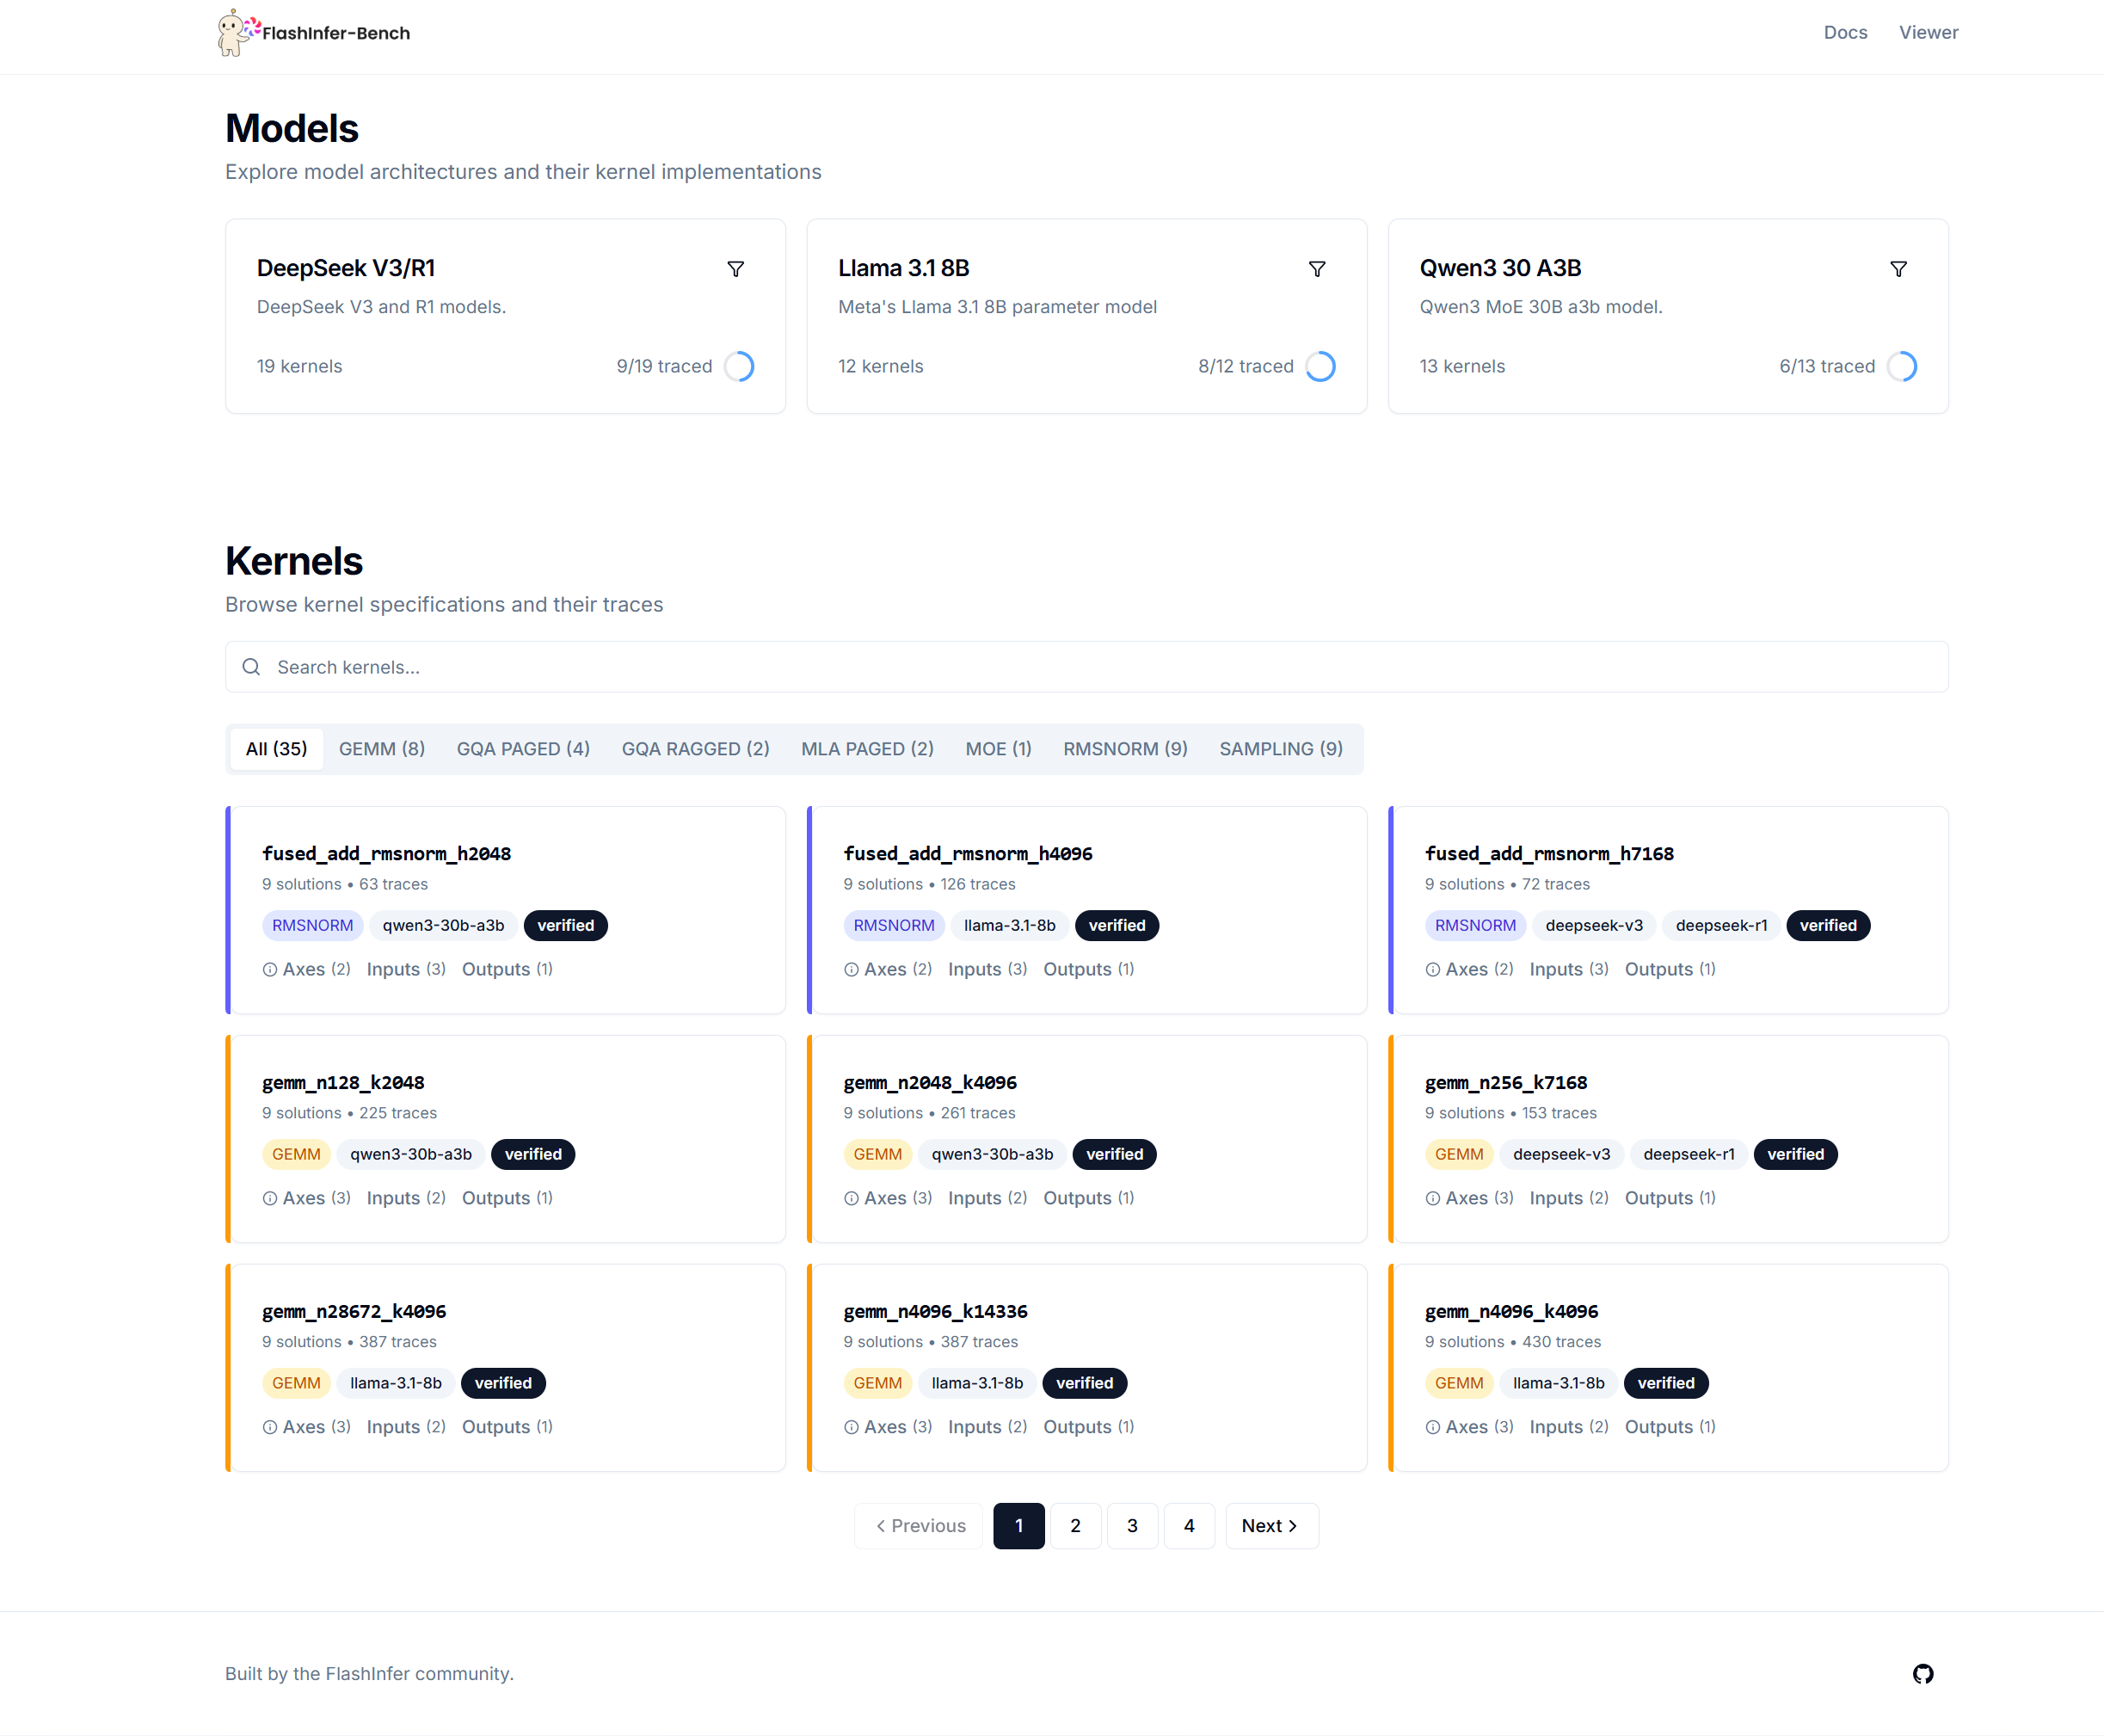 FlashInfer-Bench
Docs Viewer
Models
Explore model architectures and their kernel implementations
DeepSeek V3/R1
DeepSeek V3 and R1 models.
19 kernels 9/19 traced
Llama 3.1 8B
Meta's Llama 3.1 8B parameter model
12 kernels 8/12 traced
Qwen3 30 A3B
Qwen3 MoE 30B a3b model.
13 kernels 6/13 traced
Kernels
Browse kernel specifications and their traces
Search kernels...
All (35) GEMM (8) GQA PAGED (4) GQA RAGGED (2) MLA PAGED (2) MOE (1) RMSNORM (9) SAMPLING (9)
fused_add_rmsnorm_h2048
9 solutions • 63 traces
RMSNORM qwen3-30b-a3b verified
Axes (2) Inputs (3) Outputs (1)
fused_add_rmsnorm_h4096
9 solutions • 126 traces
RMSNORM llama-3.1-8b verified
Axes (2) Inputs (3) Outputs (1)
fused_add_rmsnorm_h7168
9 solutions • 72 traces
RMSNORM deepseek-v3 deepseek-r1 verified
Axes (2) Inputs (3) Outputs (1)
gemm_n128_k2048
9 solutions • 225 traces
GEMM qwen3-30b-a3b verified
Axes (3) Inputs (2) Outputs (1)
gemm_n2048_k4096
9 solutions • 261 traces
GEMM qwen3-30b-a3b verified
Axes (3) Inputs (2) Outputs (1)
gemm_n256_k7168
9 solutions • 153 traces
GEMM deepseek-v3 deepseek-r1 verified
Axes (3) Inputs (2) Outputs (1)
gemm_n28672_k4096
9 solutions • 387 traces
GEMM llama-3.1-8b verified
Axes (3) Inputs (2) Outputs (1)
gemm_n4096_k14336
9 solutions • 387 traces
GEMM llama-3.1-8b verified
Axes (3) Inputs (2) Outputs (1)
gemm_n4096_k4096
9 solutions • 430 traces
GEMM llama-3.1-8b verified
Axes (3) Inputs (2) Outputs (1)
Previous 1 2 3 4 Next
Built by the FlashInfer community.